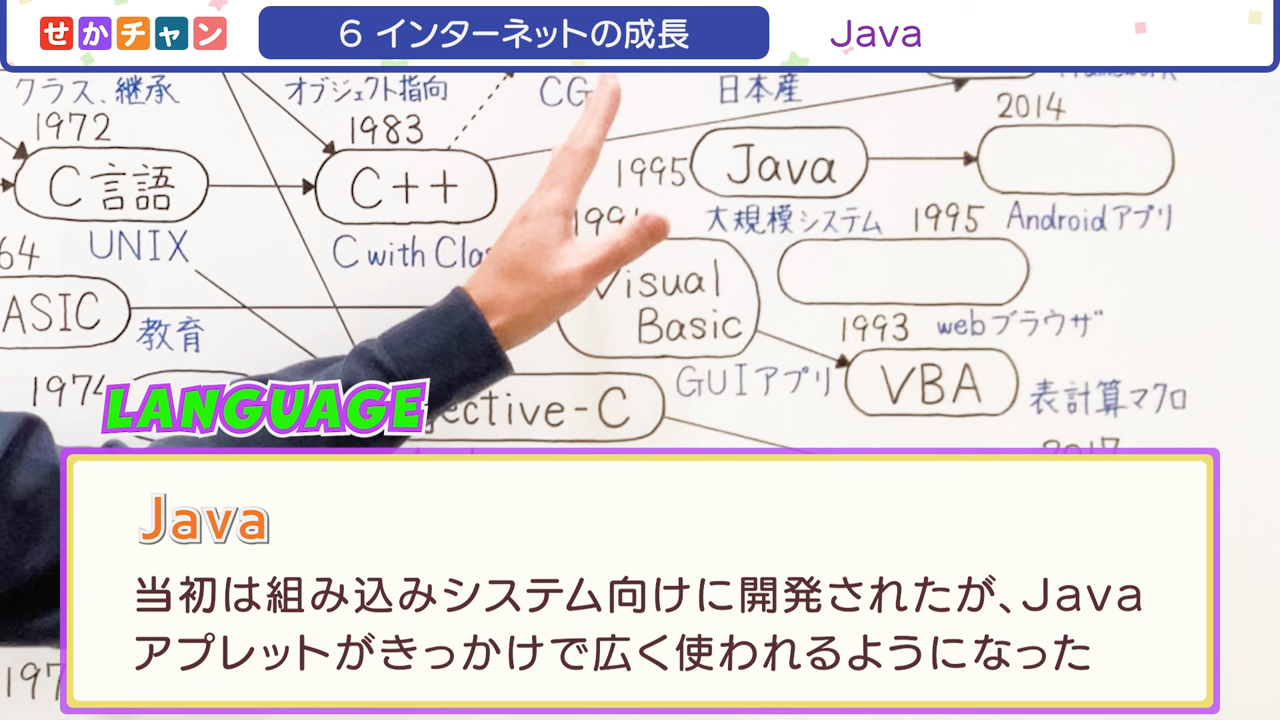 せかチャン
6 インターネットの成長
Java
クラス、継承
オブジェクト指向
CG
日本産
1972
1983
2014
C言語
C++
1995
Java
UNIX
C with
大規模システム
1995
Androidアプリ
64
ASIC
教育
Visual
Basic
1993
webブラウザ
GUIアプリ
VBA
表計算マクロ
1974
ective-C
2017
LANGUAGE
Java
当初は組み込みシステム向けに開発されたが、Java
アプレットがきっかけで広く使われるようになった
197